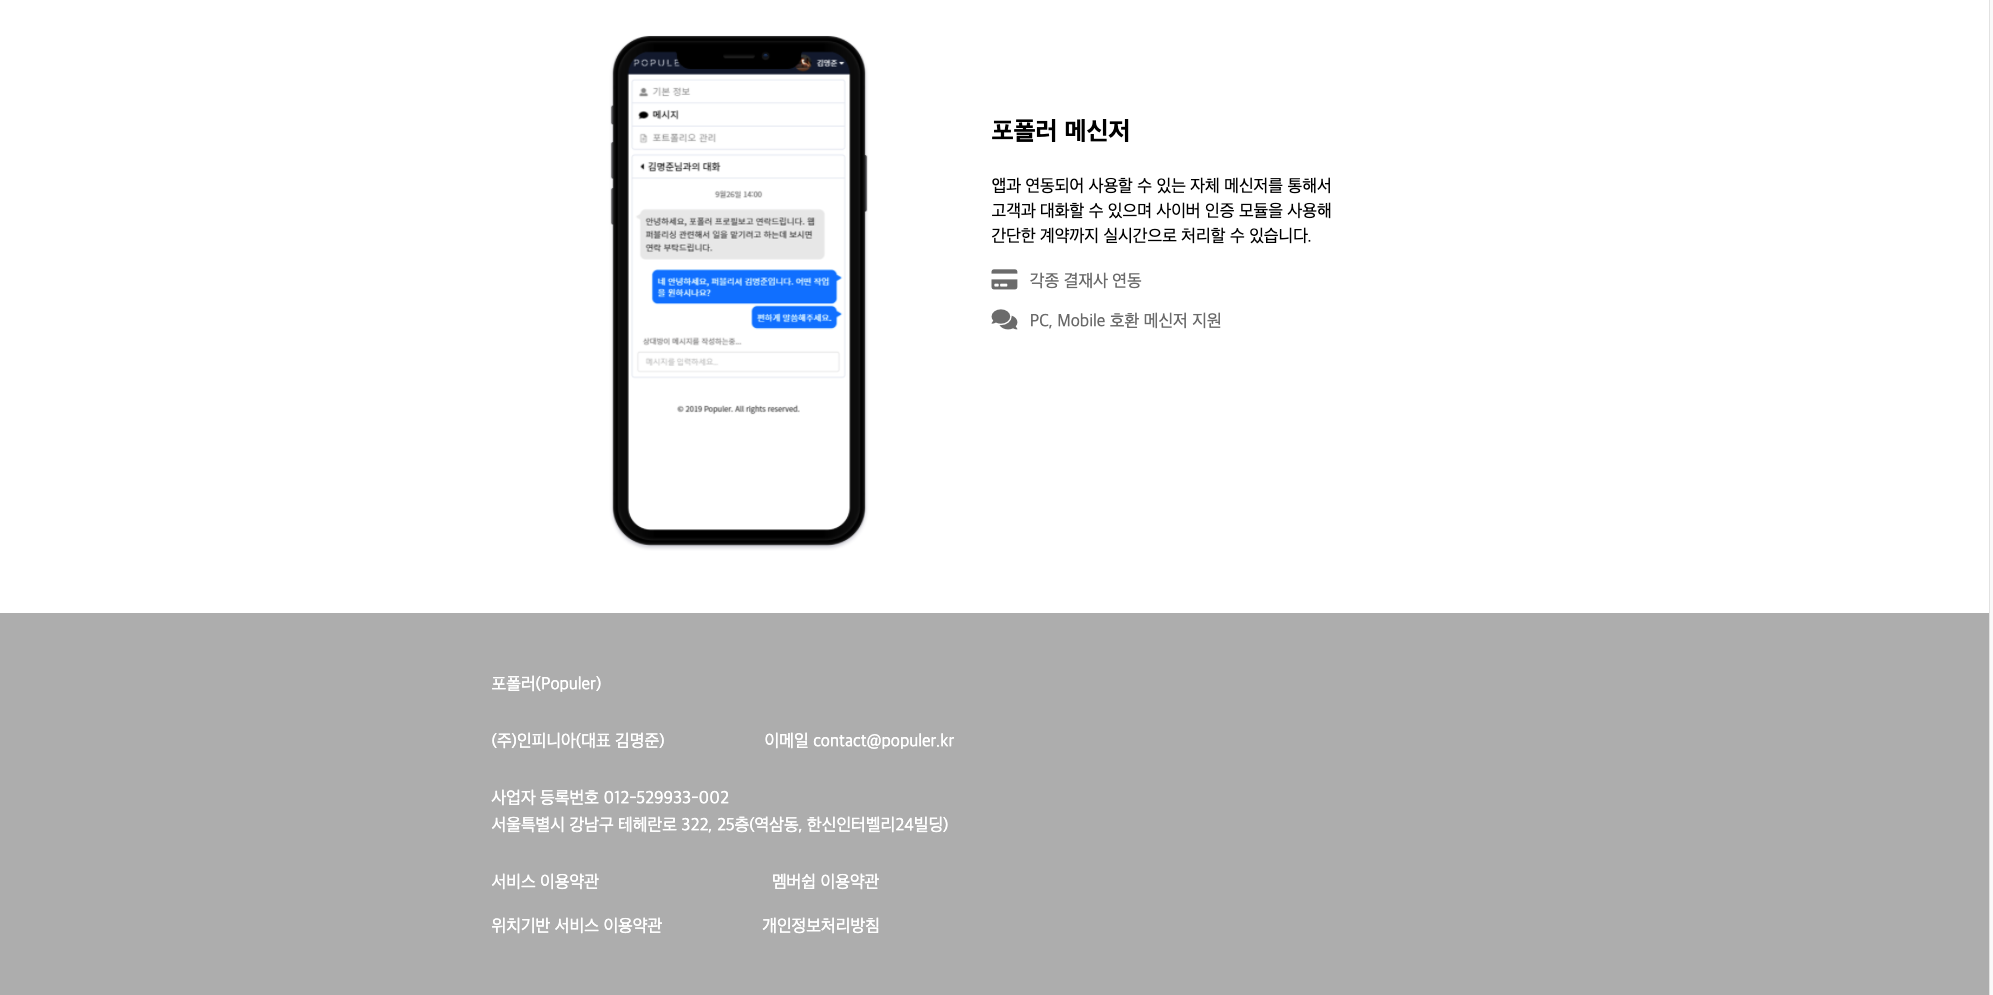 POPULE
김명준
기본 정보
메시지
포트폴리오 관리
김명준님과의 대화
9월26일 14:00
안녕하세요, 포폴러 프로필보고 연락드립니다. 웹
퍼블리싱 관련해서 일을 맡기려고 하는데 보시면
연락 부탁드립니다.
네 안녕하세요, 퍼블리셔 김명준입니다. 어떤 작업
을 원하시나요?
편하게 말씀해주세요.
상대방이 메시지를 작성하는중...
메시지를 입력하세요...
© 2019 Populer. All rights reserved.
포폴러 메신저
앱과 연동되어 사용할 수 있는 자체 메신저를 통해서
고객과 대화할 수 있으며 사이버 인증 모듈을 사용해
간단한 계약까지 실시간으로 처리할 수 있습니다.
각종 결재사 연동
PC, Mobile 호환 메신저 지원
포폴러(Populer)
(주)인피니아(대표 김명준) 이메일 contact@populer.kr
사업자 등록번호 012-529933-002
서울특별시 강남구 테헤란로 322, 25층(역삼동, 한신인터벨리24빌딩)
서비스 이용약관 멤버쉽 이용약관
위치기반 서비스 이용약관 개인정보처리방침